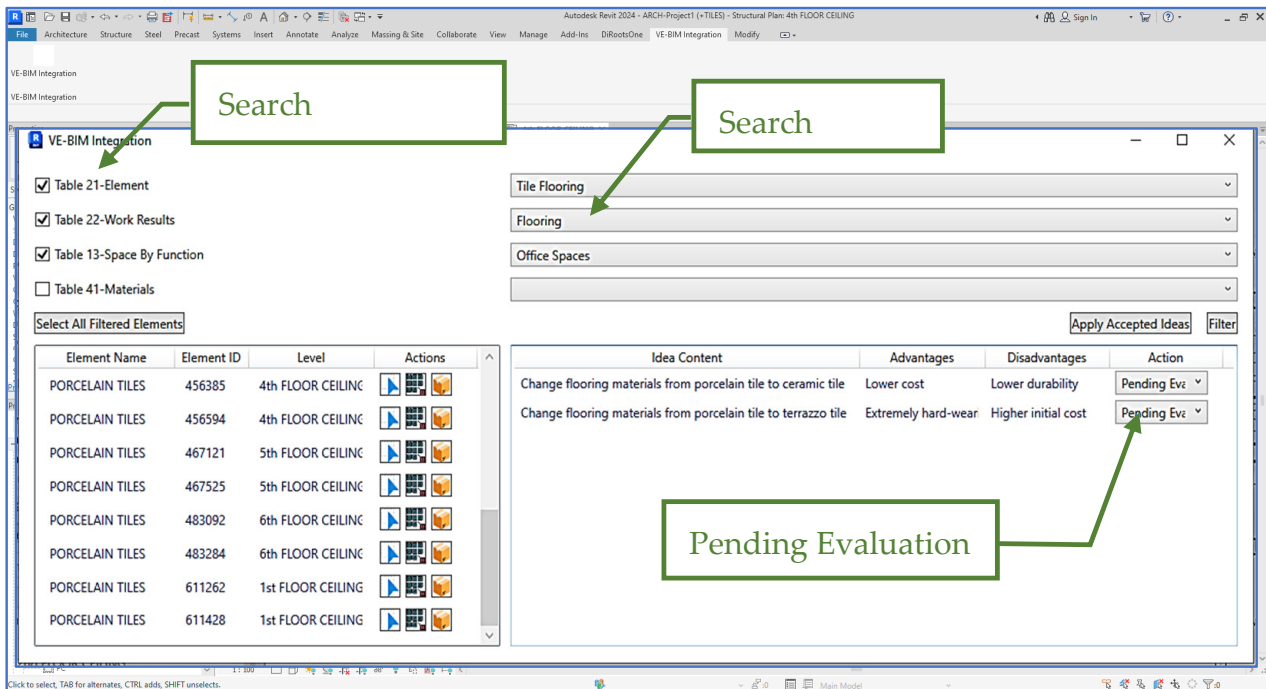 Autodesk Revit 2024 - ARCH-Project1 (+TILES) - Structural Plan: 4th FLOOR CEILING
Sign In
File Architecture Structure Steel Precast Systems Insert Annotate Analyze Massing & Site Collaborate View Manage Add-Ins DiRootsOne VE-BIM Integration Modify
VE-BIM Integration
VE-BIM Integration
Search
Search
VE-BIM Integration
Table 21-Element
Tile Flooring
Table 22-Work Results
Flooring
Table 13-Space By Function
Office Spaces
Table 41-Materials
Select All Filtered Elements
Apply Accepted Ideas
Filter
Element Name Element ID Level Actions
PORCELAIN TILES 456385 4th FLOOR CEILING
PORCELAIN TILES 456594 4th FLOOR CEILING
PORCELAIN TILES 467121 5th FLOOR CEILING
PORCELAIN TILES 467525 5th FLOOR CEILING
PORCELAIN TILES 483092 6th FLOOR CEILING
PORCELAIN TILES 483284 6th FLOOR CEILING
PORCELAIN TILES 611262 1st FLOOR CEILING
PORCELAIN TILES 611428 1st FLOOR CEILING
Idea Content Advantages Disadvantages Action
Change flooring materials from porcelain tile to ceramic tile Lower cost Lower durability Pending Eva
Change flooring materials from porcelain tile to terrazzo tile Extremely hard-wear Higher initial cost Pending Eva
Pending Evaluation
1 : 100
Click to select, TAB for alternates, CTRL adds, SHIFT unselects.
:0
Main Model
:0